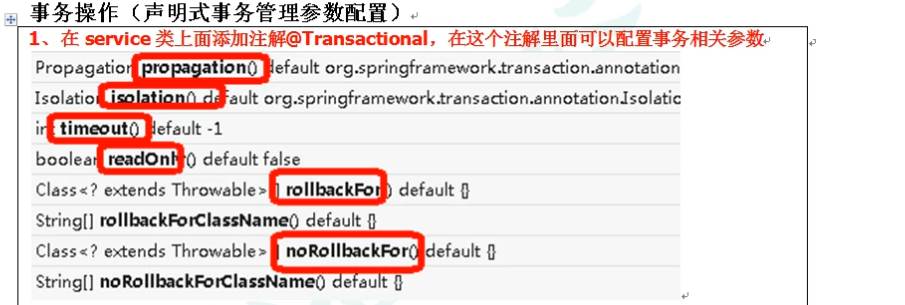 事务操作（声明式事务管理参数配置）
1、在 service 类上面添加注解@Transactional，在这个注解里面可以配置事务相关参数
Propagation propagation() default org.springframework.transaction.annotation
Isolation isolation() default org.springframework.transaction.annotation.Isolatic
int timeout() default -1
boolean readOnly() default false
Class<? extends Throwable>[] rollbackFor() default {}
String[] rollbackForClassName() default {}
Class<? extends Throwable>[] noRollbackFor() default {}
String[] noRollbackForClassName() default {}